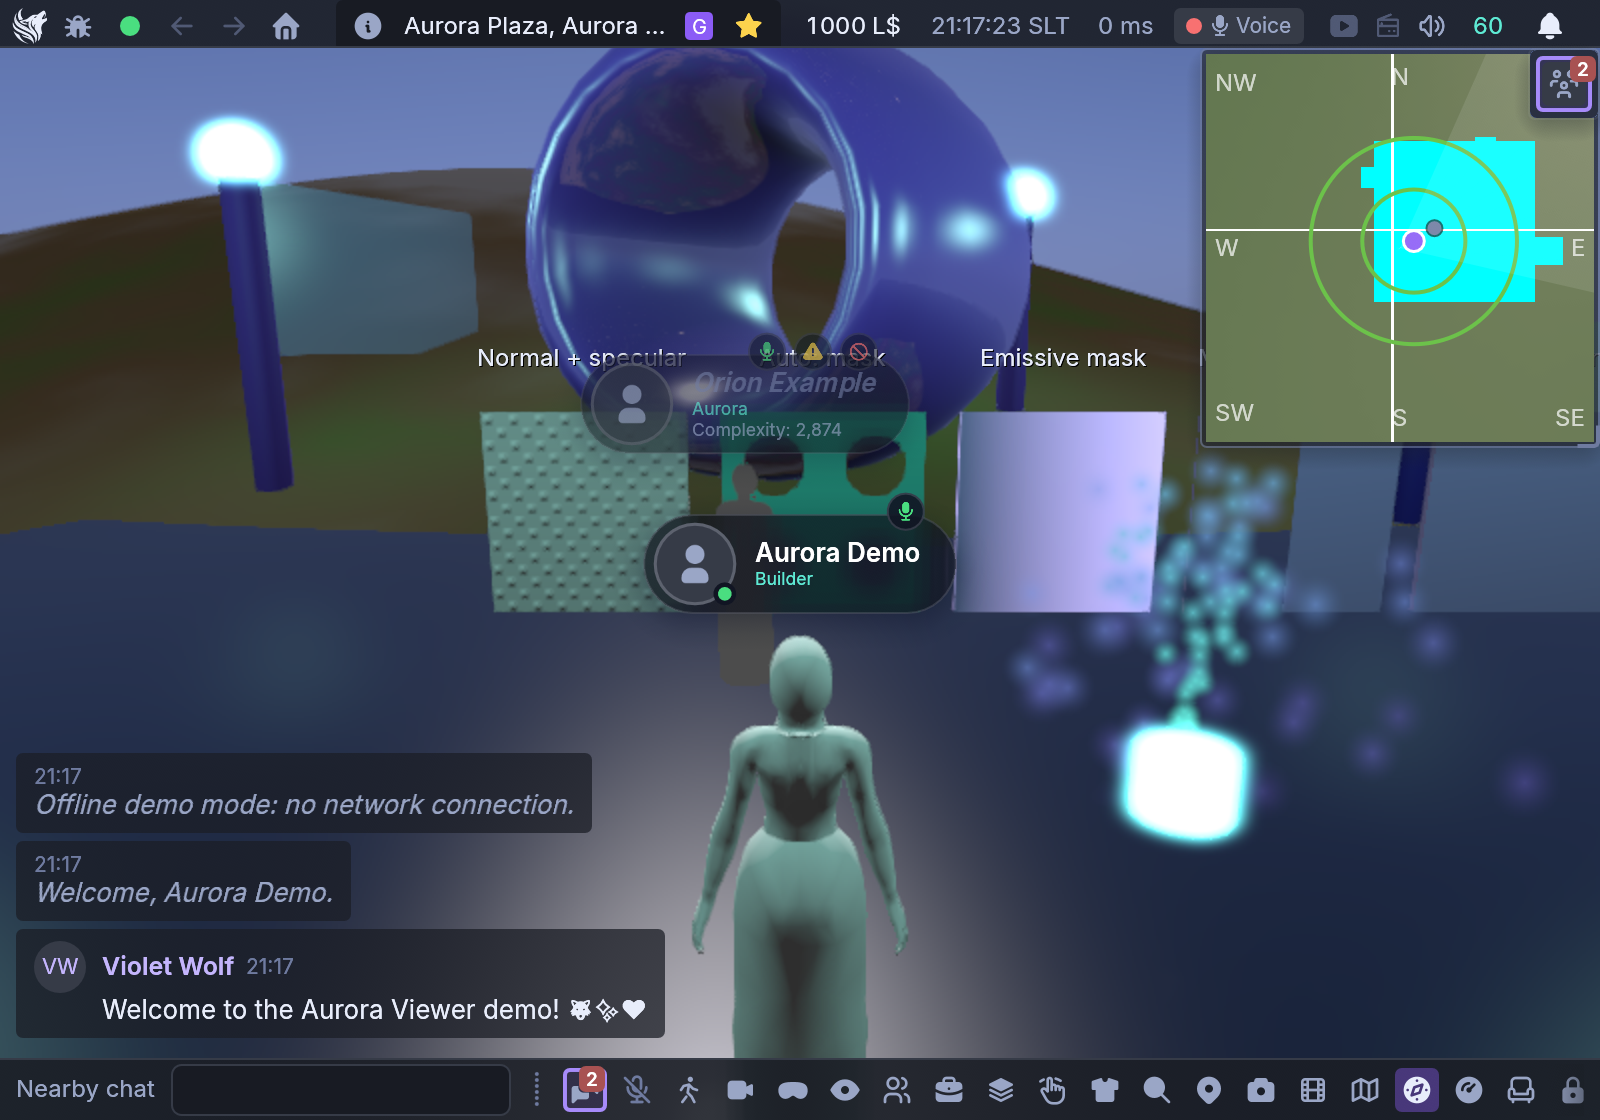 Aurora Plaza, Aurora ...
G
1000 L$
21:17:23 SLT
0 ms
Voice
60
NW
N
2
W
E
SW
S
SE
Normal + specular
Emissive mask
Orion Example
Aurora
Complexity: 2,874
Aurora Demo
Builder
21:17
Offline demo mode: no network connection.
21:17
Welcome, Aurora Demo.
VW
Violet Wolf 21:17
Welcome to the Aurora Viewer demo!
Nearby chat
2